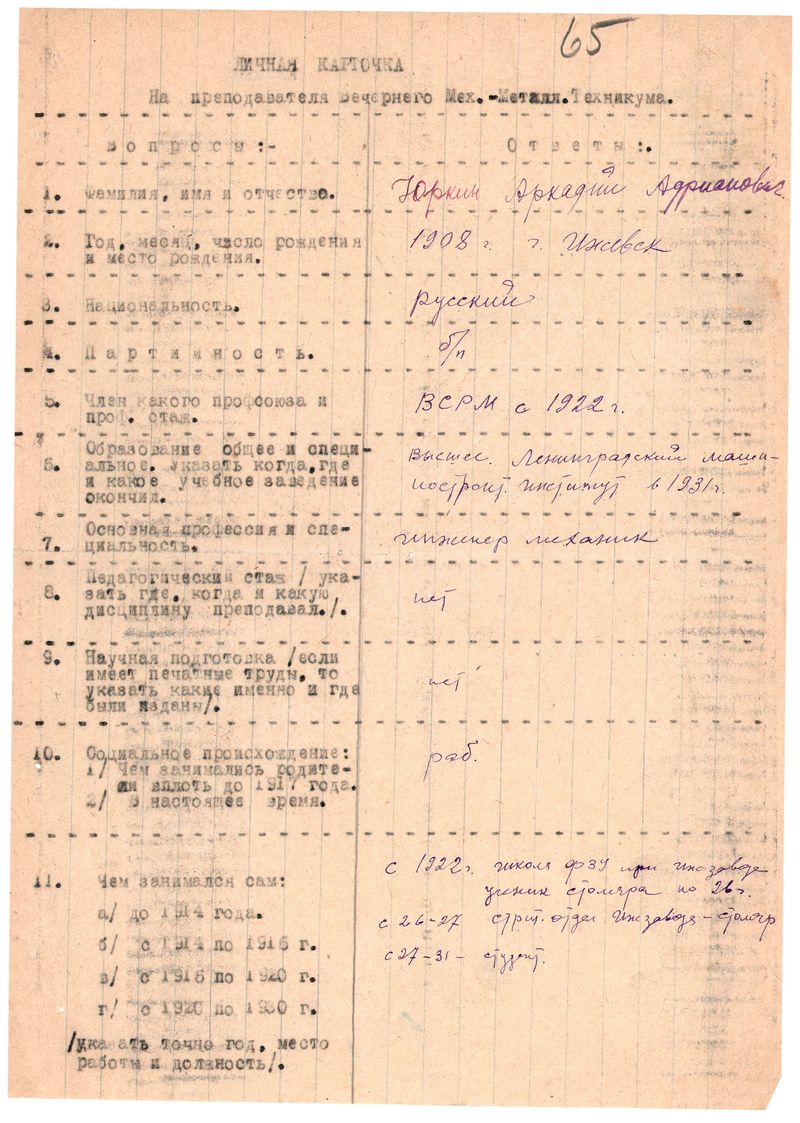 65
ЛИЧНАЯ КАРТОЧКА
На преподавателя Вечернего Мех.-Металл.Техникума.
Вопросы:- Ответы:.
1. Фамилия, имя и отчество. Юркин Аркадий Адрианович
2. Год, месяц, число рождения 1908 г. г. Ижевск
и место рождения.
3. Национальность. русский
4. Партийность. б/п
5. Член какого профсоюза и ВСРМ с 1922 г.
проф. стаж.
6. Образование общее и специ- высшее. Ленинградский маши-
альное. указать когда,где
и какое учебное заведение ностроит. институт в 1931 г.
окончил.
7. Основная профессия и спе- инженер механик
циальность.
8. Педагогический стаж / ука- нет
зать где, когда и какую
дисциплину преподавал./.
9. Научная подготовка /если нет
имеет печатные труды, то
указать какие именно и где
были изданы/.
10. Социальное происхождение: раб.
1/ Чем занимались родите-
ли вплоть до 1917 года.
2/ В настоящее время.
11. Чем занимался сам: с 1922 г. школа ФЗУ при Ижзаводе
ученик столяра по 26 г.
а/ до 1914 года. с 26-27 строит. отдел Ижзавода - столяр
б/ с 1914 по 1916 г. с 27-31 - студент.
в/ с 1916 по 1920 г.
г/ с 1920 по 1930 г.
/указать точно год, место
работы и должность/.